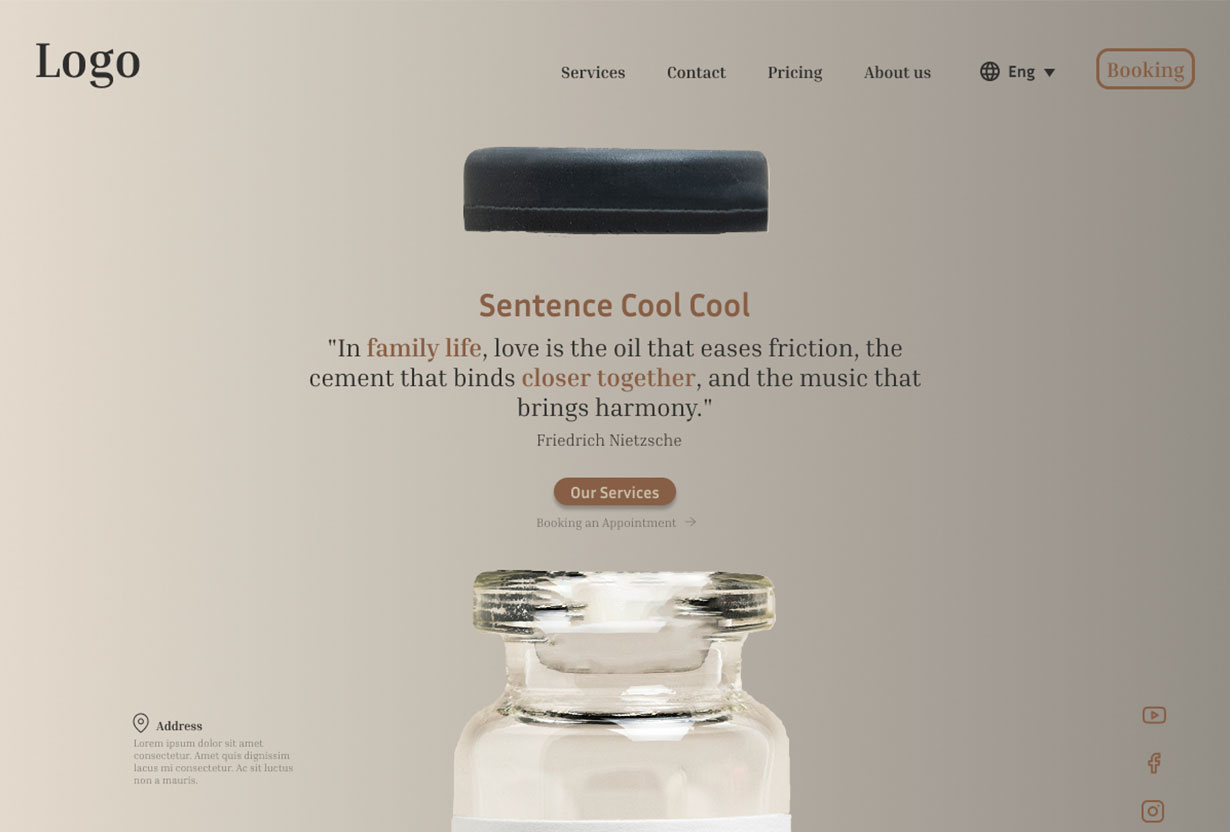 Logo
Services Contact Pricing About us Eng Booking
Sentence Cool Cool
"In family life, love is the oil that eases friction, the
cement that binds closer together, and the music that
brings harmony."
Friedrich Nietzsche
Our Services
Booking an Appointment
Address
Lorem ipsum dolor sit amet
consectetur. Amet quis dignissim
lacus mi consectetur. Ac sit luctus
non a mauris.